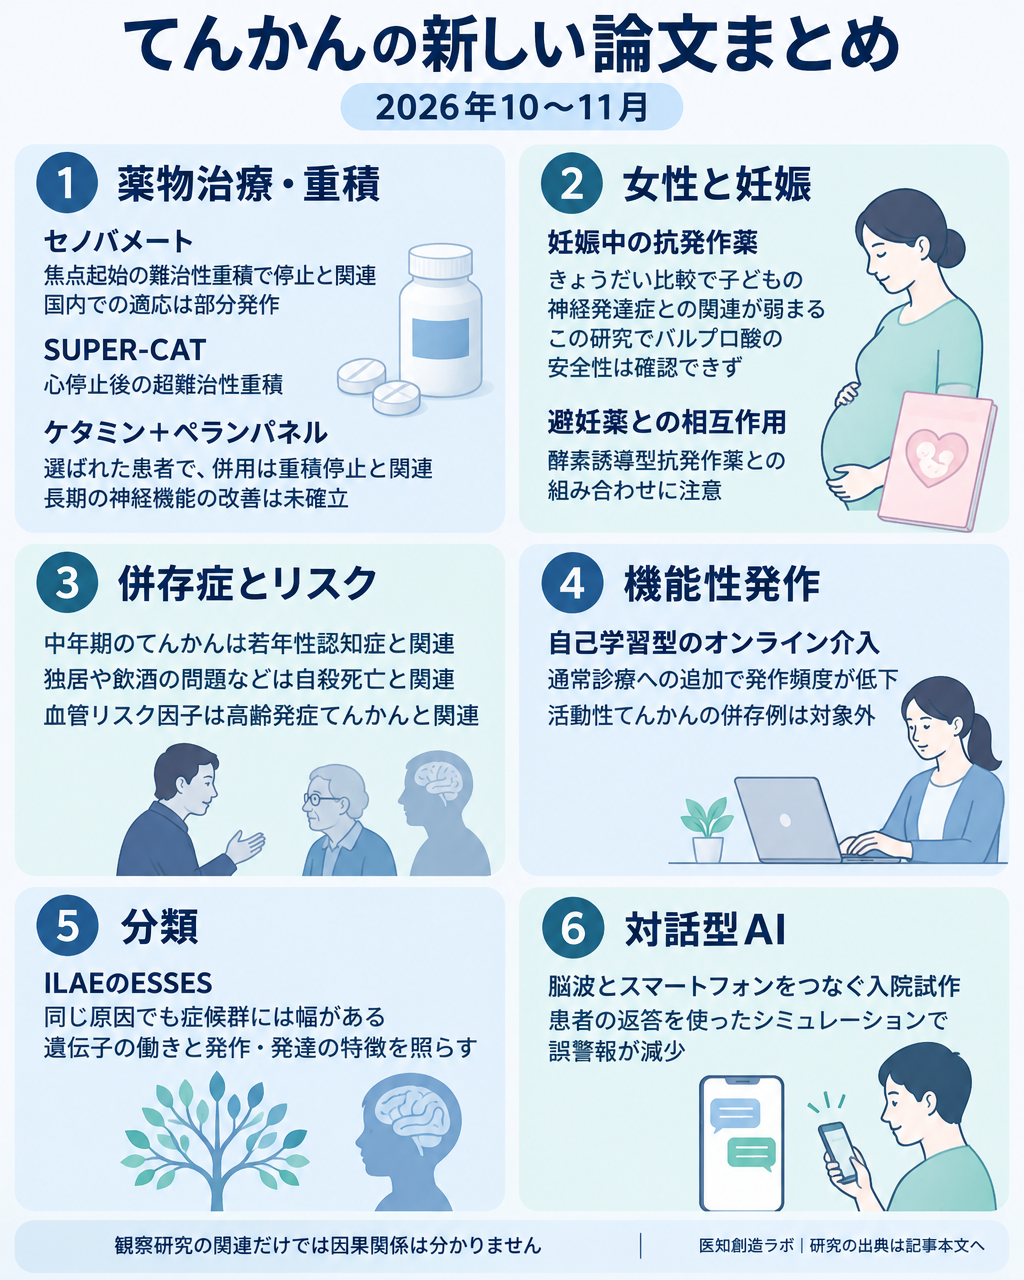 てんかんの新しい論文まとめ
2026年10〜11月
1 薬物治療・重積
セノバメート
焦点起始の難治性重積で停止と関連
国内での適応は部分発作
SUPER-CAT
心停止後の超難治性重積
ケタミン＋ペランパネル
選ばれた患者で、併用は重積停止と関連
長期の神経機能の改善は未確立
2 女性と妊娠
妊娠中の抗発作薬
きょうだい比較で子どもの
神経発達症との関連が弱まる
この研究でバルプロ酸の
安全性は確認できず
避妊薬との相互作用
酵素誘導型抗発作薬との
組み合わせに注意
3 併存症とリスク
中年期のてんかんは若年性認知症と関連
独居や飲酒の問題などは自殺死亡と関連
血管リスク因子は高齢発症てんかんと関連
4 機能性発作
自己学習型のオンライン介入
通常診療への追加で発作頻度が低下
活動性てんかんの併存例は対象外
5 分類
ILAEのESSES
同じ原因でも症候群には幅がある
遺伝子の働きと発作・発達の特徴を照らす
6 対話型AI
脳波とスマートフォンをつなぐ入院試作
患者の返答を使ったシミュレーションで
誤警報が減少
観察研究の関連だけでは因果関係は分かりません
医知創造ラボ｜研究の出典は記事本文へ